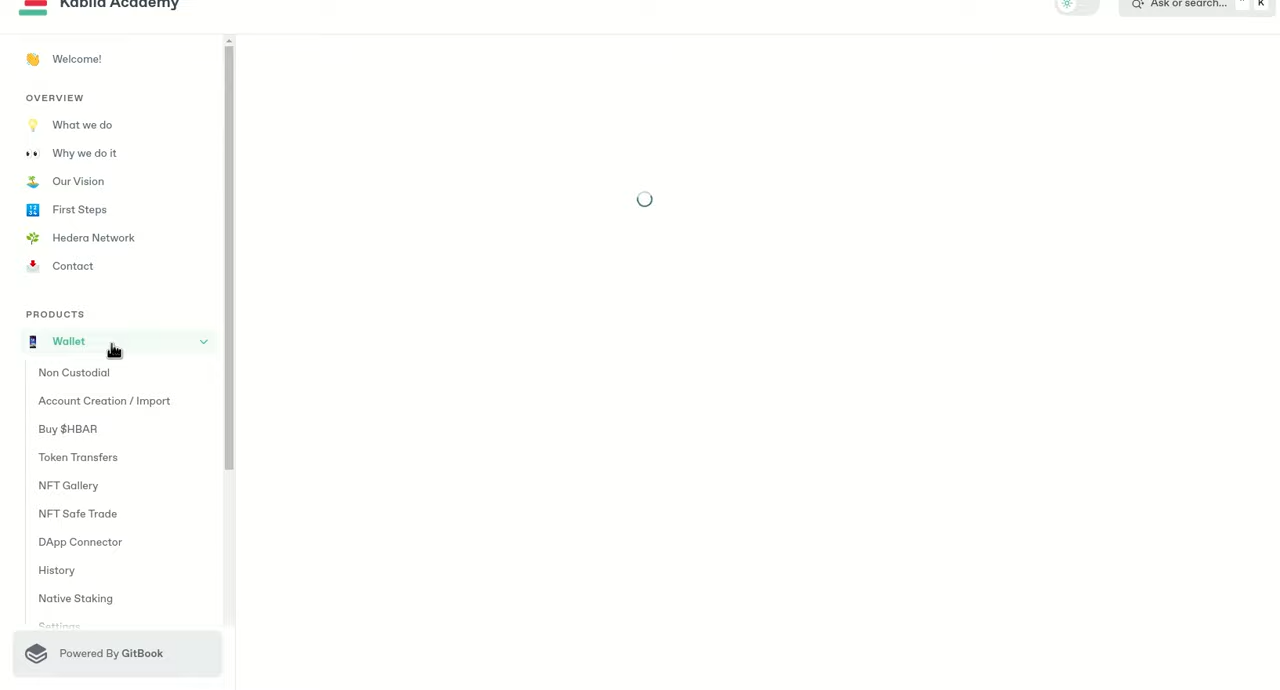 Kabila Academy
Ask or search...
K
Welcome!
OVERVIEW
What we do
Why we do it
Our Vision
First Steps
Hedera Network
Contact
PRODUCTS
Wallet
Non Custodial
Account Creation / Import
Buy $HBAR
Token Transfers
NFT Gallery
NFT Safe Trade
DApp Connector
History
Native Staking
Settings
Powered By GitBook